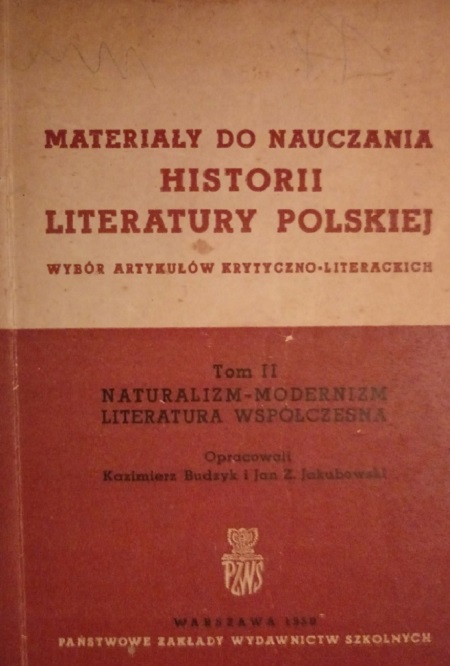 MATERIAŁY DO NAUCZANIA
HISTORII
LITERATURY POLSKIEJ
WYBÓR ARTYKUŁÓW KRYTYCZNO-LITERACKICH
Tom II
NATURALIZM-MODERNIZM
LITERATURA WSPÓŁCZESNA
Opracowali
Kazimierz Budzyk i Jan Z. Jakubowski
PZWS
WARSZAWA 1950
PAŃSTWOWE ZAKŁADY WYDAWNICTW SZKOLNYCH